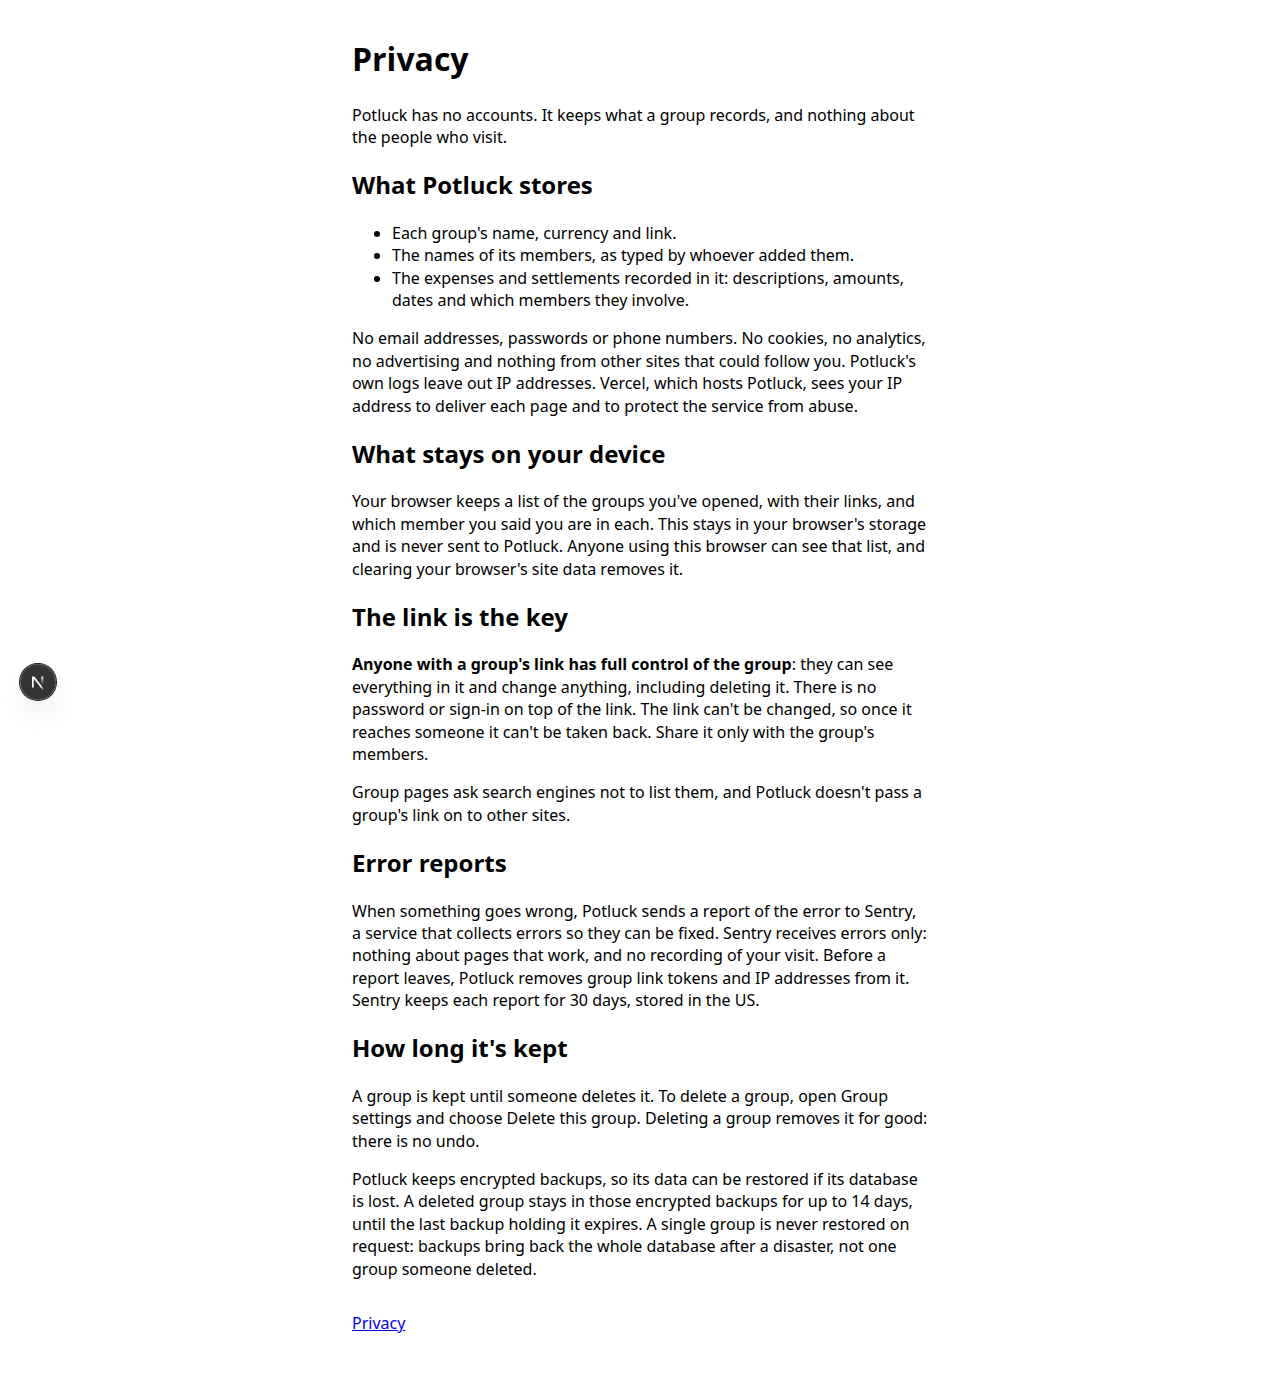 Privacy
Potluck has no accounts. It keeps what a group records, and nothing about
the people who visit.
What Potluck stores
Each group's name, currency and link.
The names of its members, as typed by whoever added them.
The expenses and settlements recorded in it: descriptions, amounts,
dates and which members they involve.
No email addresses, passwords or phone numbers. No cookies, no analytics,
no advertising and nothing from other sites that could follow you. Potluck's
own logs leave out IP addresses. Vercel, which hosts Potluck, sees your IP
address to deliver each page and to protect the service from abuse.
What stays on your device
Your browser keeps a list of the groups you've opened, with their links, and
which member you said you are in each. This stays in your browser's storage
and is never sent to Potluck. Anyone using this browser can see that list, and
clearing your browser's site data removes it.
The link is the key
Anyone with a group's link has full control of the group: they can see
everything in it and change anything, including deleting it. There is no
password or sign-in on top of the link. The link can't be changed, so once it
reaches someone it can't be taken back. Share it only with the group's
members.
N
Group pages ask search engines not to list them, and Potluck doesn't pass a
group's link on to other sites.
Error reports
When something goes wrong, Potluck sends a report of the error to Sentry,
a service that collects errors so they can be fixed. Sentry receives errors only:
nothing about pages that work, and no recording of your visit. Before a
report leaves, Potluck removes group link tokens and IP addresses from it.
Sentry keeps each report for 30 days, stored in the US.
How long it's kept
A group is kept until someone deletes it. To delete a group, open Group
settings and choose Delete this group. Deleting a group removes it for good:
there is no undo.
Potluck keeps encrypted backups, so its data can be restored if its database
is lost. A deleted group stays in those encrypted backups for up to 14 days,
until the last backup holding it expires. A single group is never restored on
request: backups bring back the whole database after a disaster, not one
group someone deleted.
Privacy